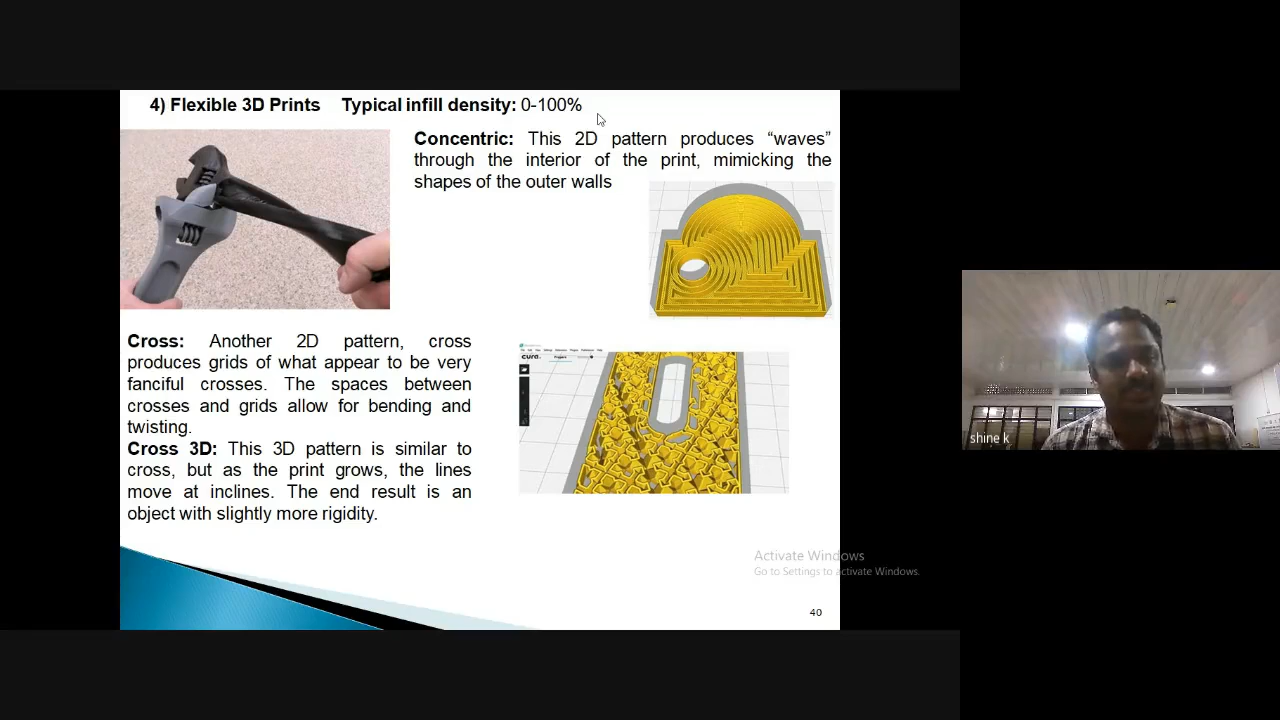 4) Flexible 3D Prints Typical infill density: 0-100%
Concentric: This 2D pattern produces “waves”
through the interior of the print, mimicking the
shapes of the outer walls
Cross: Another 2D pattern, cross
produces grids of what appear to be very
fanciful crosses. The spaces between
crosses and grids allow for bending and
twisting.
Cross 3D: This 3D pattern is similar to
cross, but as the print grows, the lines
move at inclines. The end result is an
object with slightly more rigidity.
cura
Prepare
shine k
Activate Windows
Go to Settings to activate Windows.
40